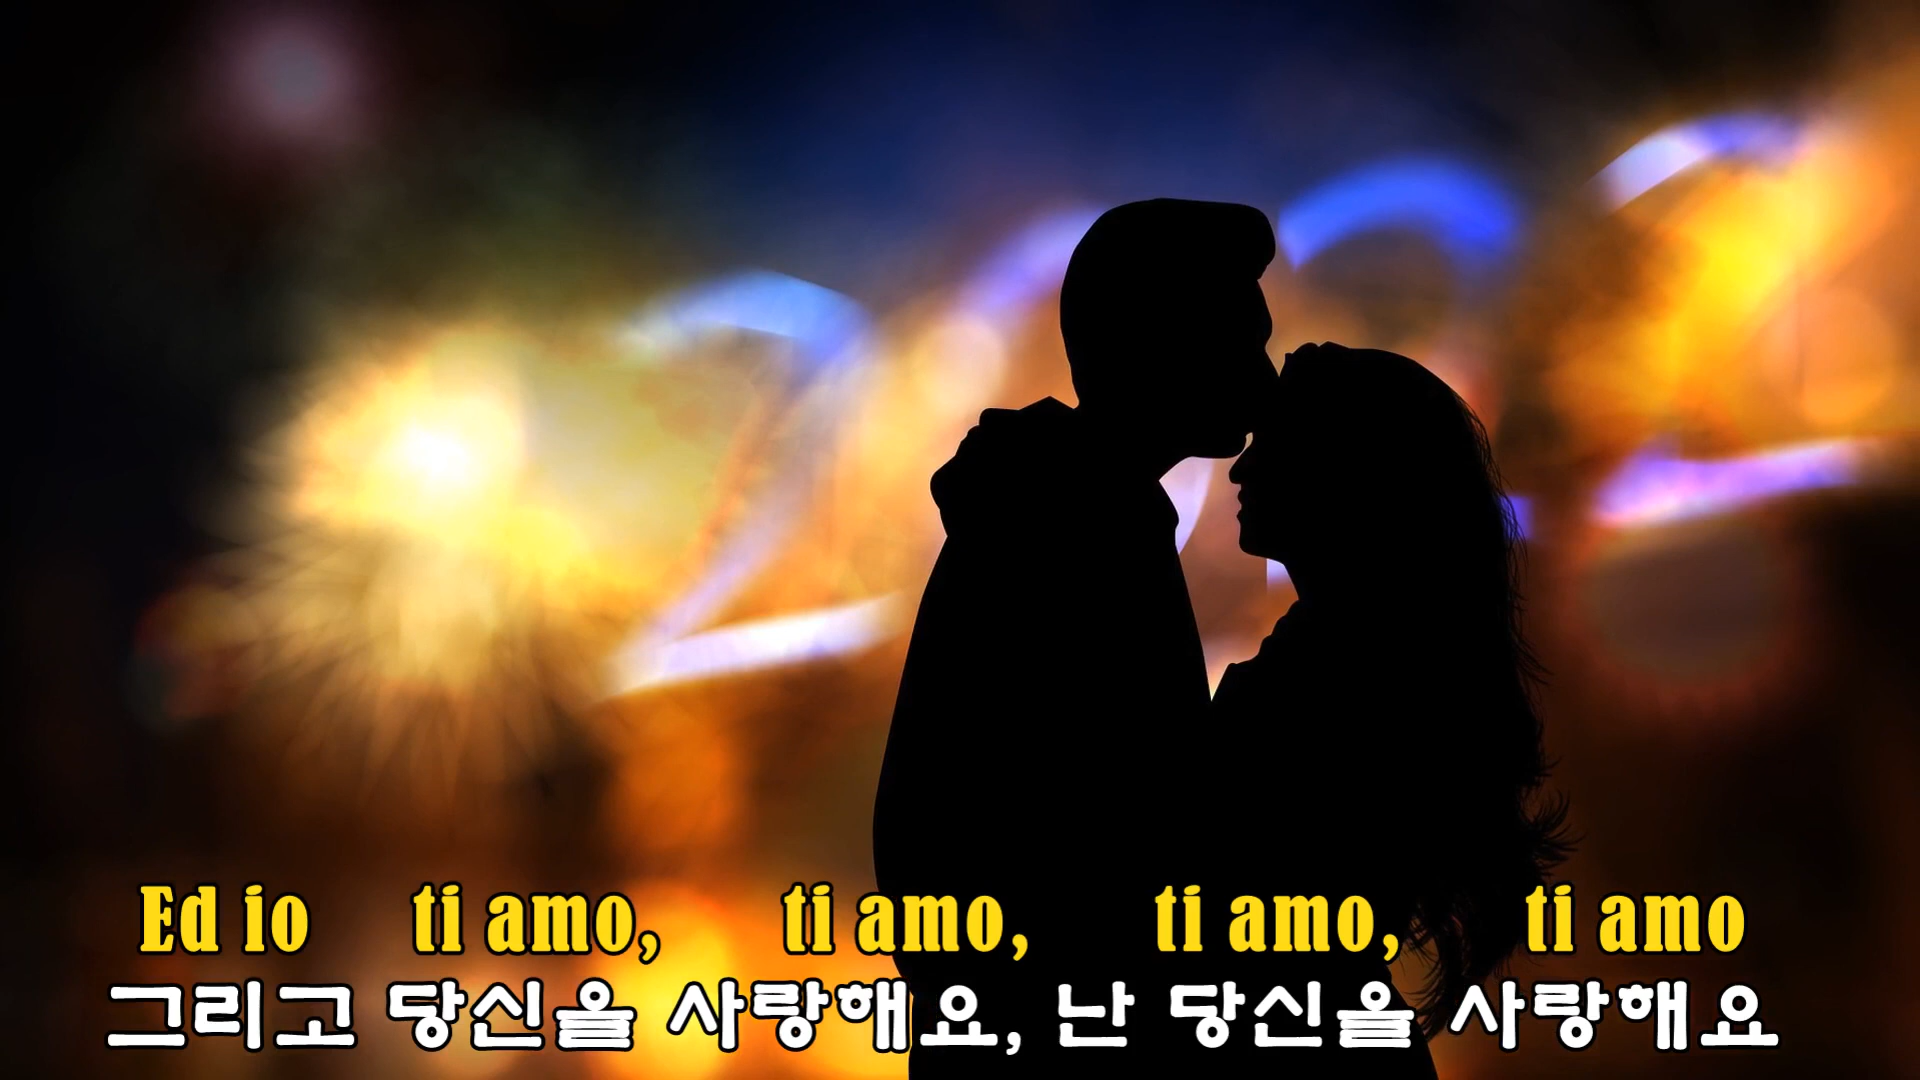 Ed io ti amo, ti amo, ti amo, ti amo
그리고 당신을 사랑해요, 난 당신을 사랑해요